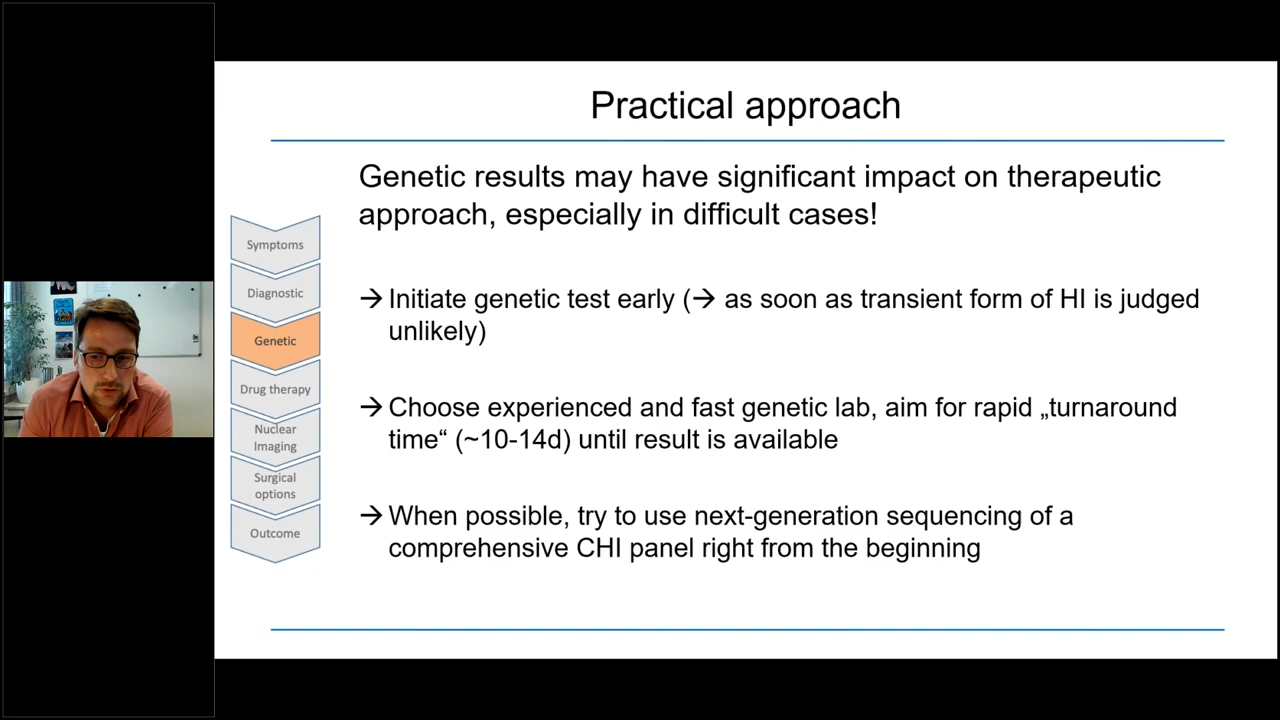 Practical approach
Genetic results may have significant impact on therapeutic
approach, especially in difficult cases!
Symptoms
Diagnostic
Genetic
Drug therapy
Nuclear
Imaging
Surgical
options
Outcome
→ Initiate genetic test early (→ as soon as transient form of HI is judged
unlikely)
→ Choose experienced and fast genetic lab, aim for rapid „turnaround
time“ (~10-14d) until result is available
→ When possible, try to use next-generation sequencing of a
comprehensive CHI panel right from the beginning